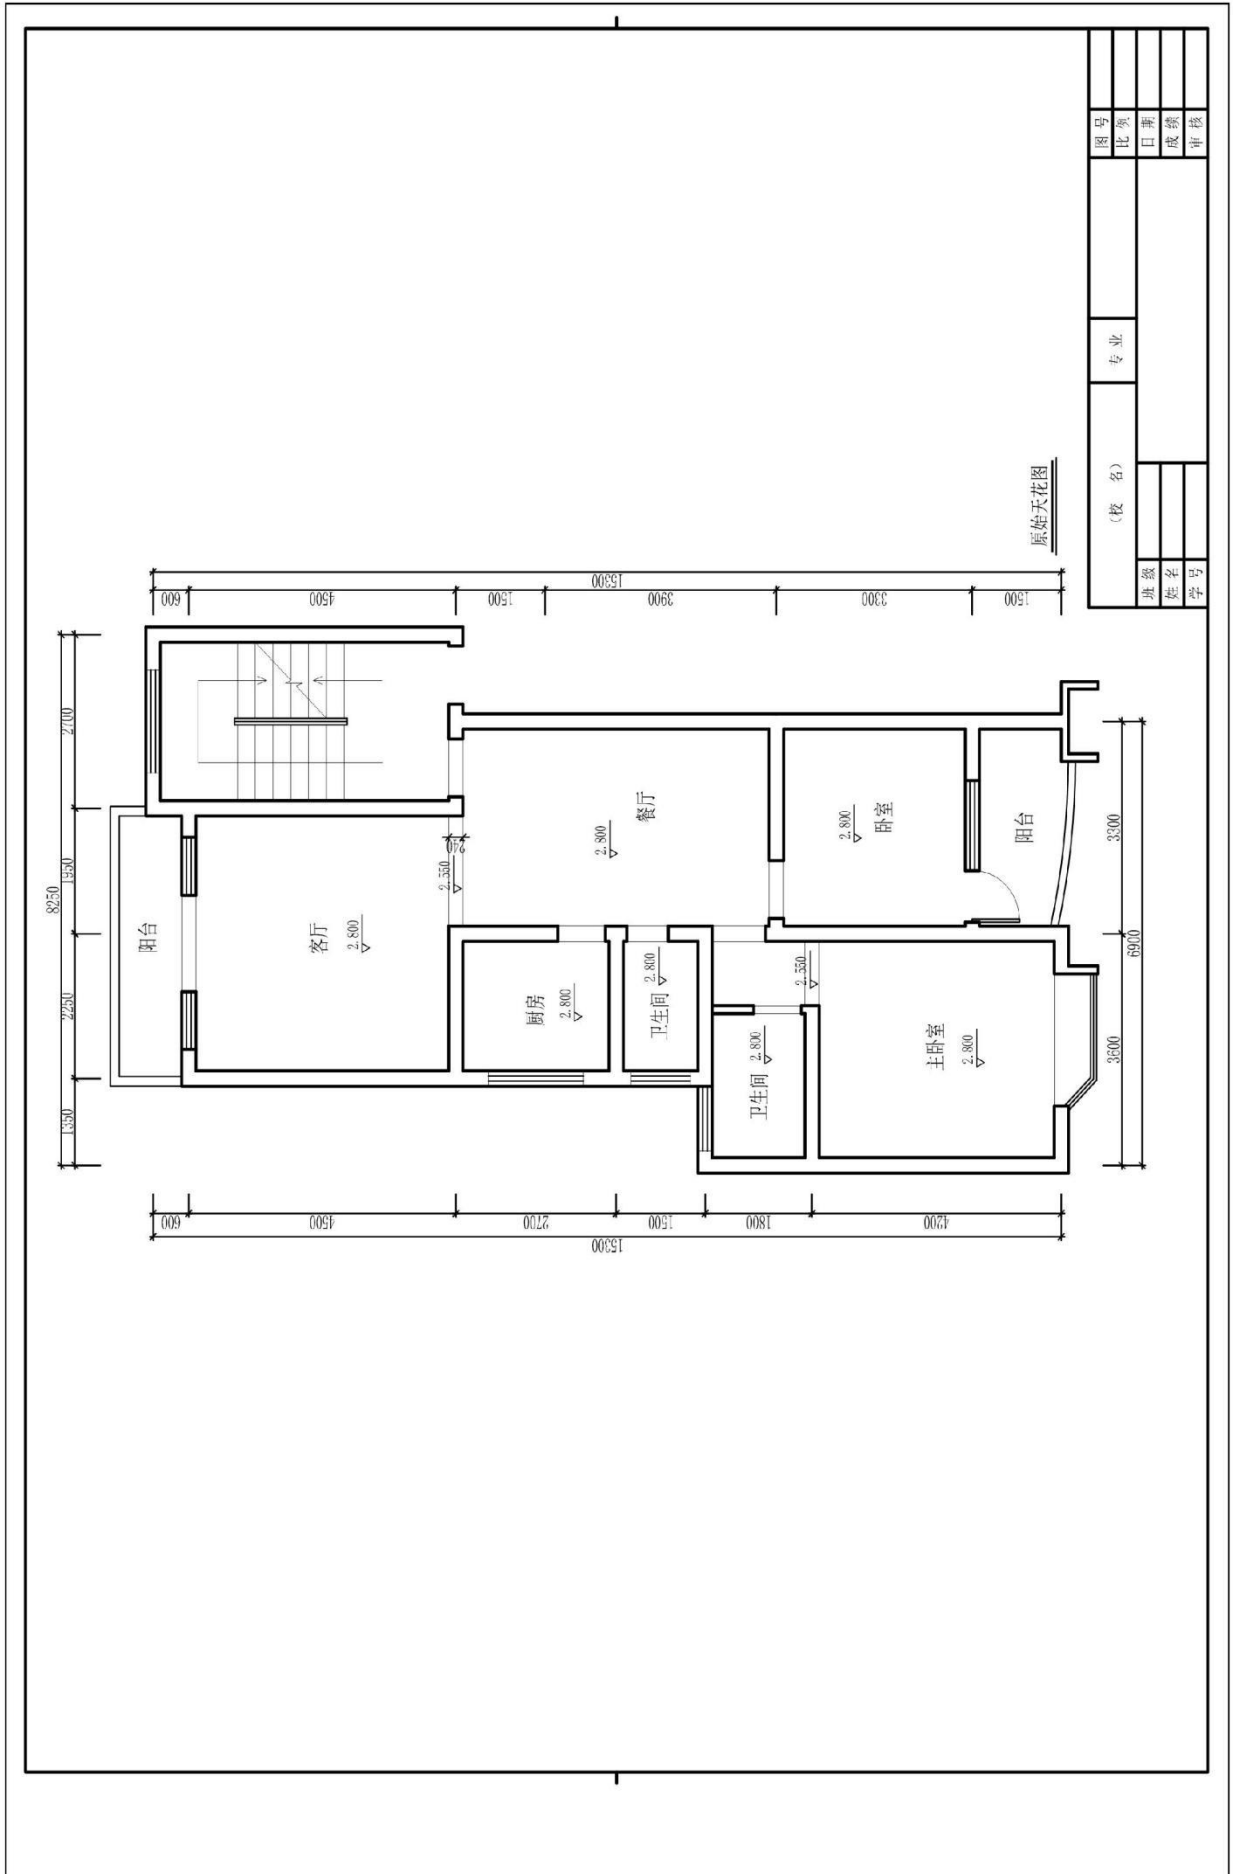 8250
2700
1950
2250
1350
15300
600
4500
1500
3900
3300
1500
阳台
客厅
2.800
240
2.550
餐厅
2.800
卧室
2.800
阳台
厨房
2.800
卫生间
2.800
卫生间
2.800
2.550
主卧室
2.800
600
4500
2700
1500
1800
4200
15300
3300
3600
6900
原始天花图
(校 名)
专 业
图 号
比 例
日 期
成 绩
审 核
班 级
姓 名
学 号